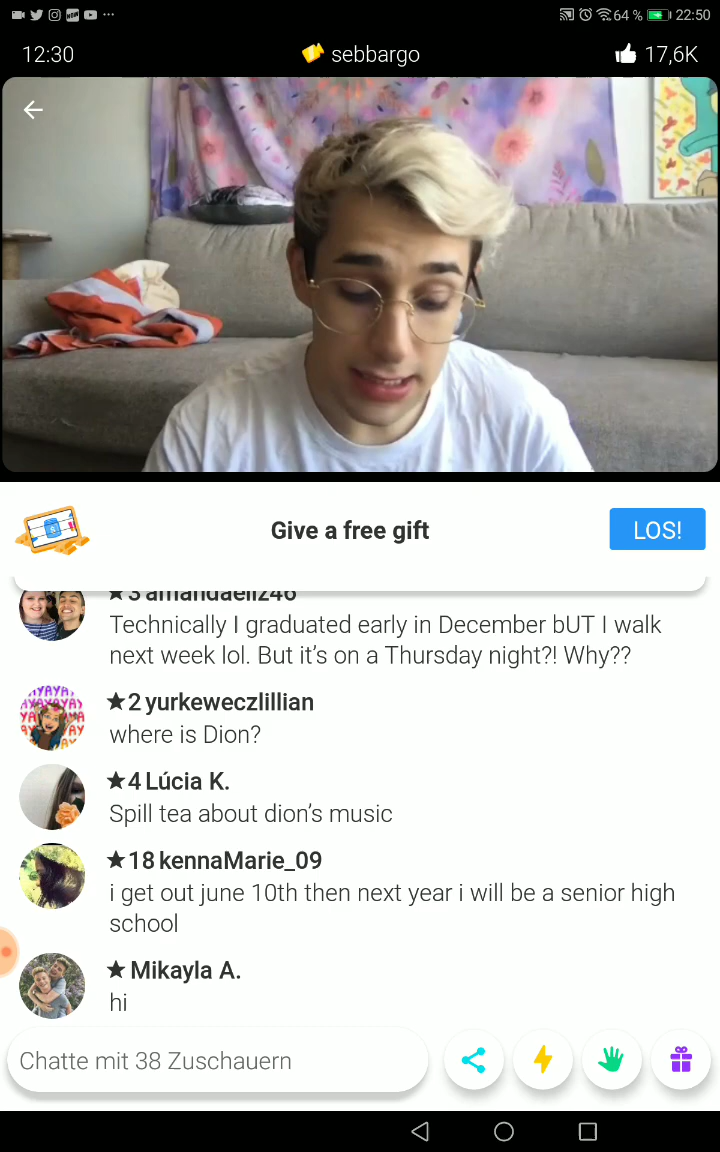 64 % 22:50
12:30 sebbargo 17,6K
Give a free gift LOS!
★3 amandaeliz46
Technically I graduated early in December bUT I walk
next week lol. But it’s on a Thursday night?! Why??
★2 yurkeweczlillian
where is Dion?
★4 Lúcia K.
Spill tea about dion’s music
★18 kennaMarie_09
i get out june 10th then next year i will be a senior high
school
★ Mikayla A.
hi
Chatte mit 38 Zuschauern